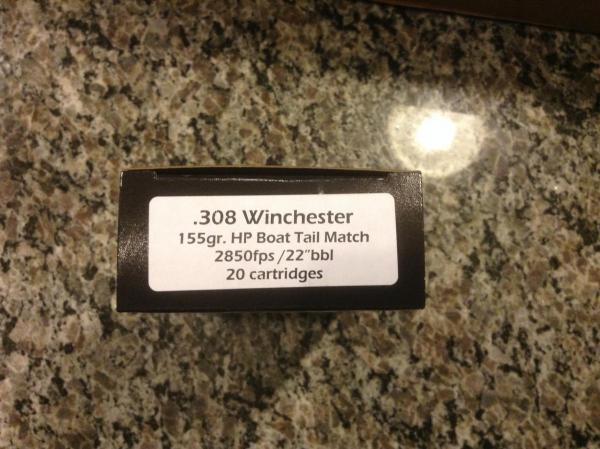 .308 Winchester
155gr. HP Boat Tail Match
2850fps /22"bbl
20 cartridges